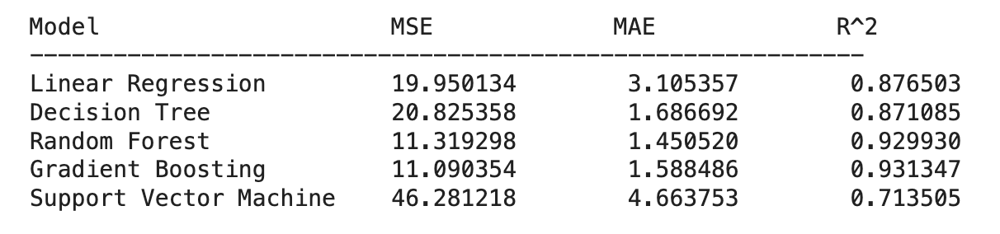 Model MSE MAE R^2
------------------------------------------------------------
Linear Regression 19.950134 3.105357 0.876503
Decision Tree 20.825358 1.686692 0.871085
Random Forest 11.319298 1.450520 0.929930
Gradient Boosting 11.090354 1.588486 0.931347
Support Vector Machine 46.281218 4.663753 0.713505